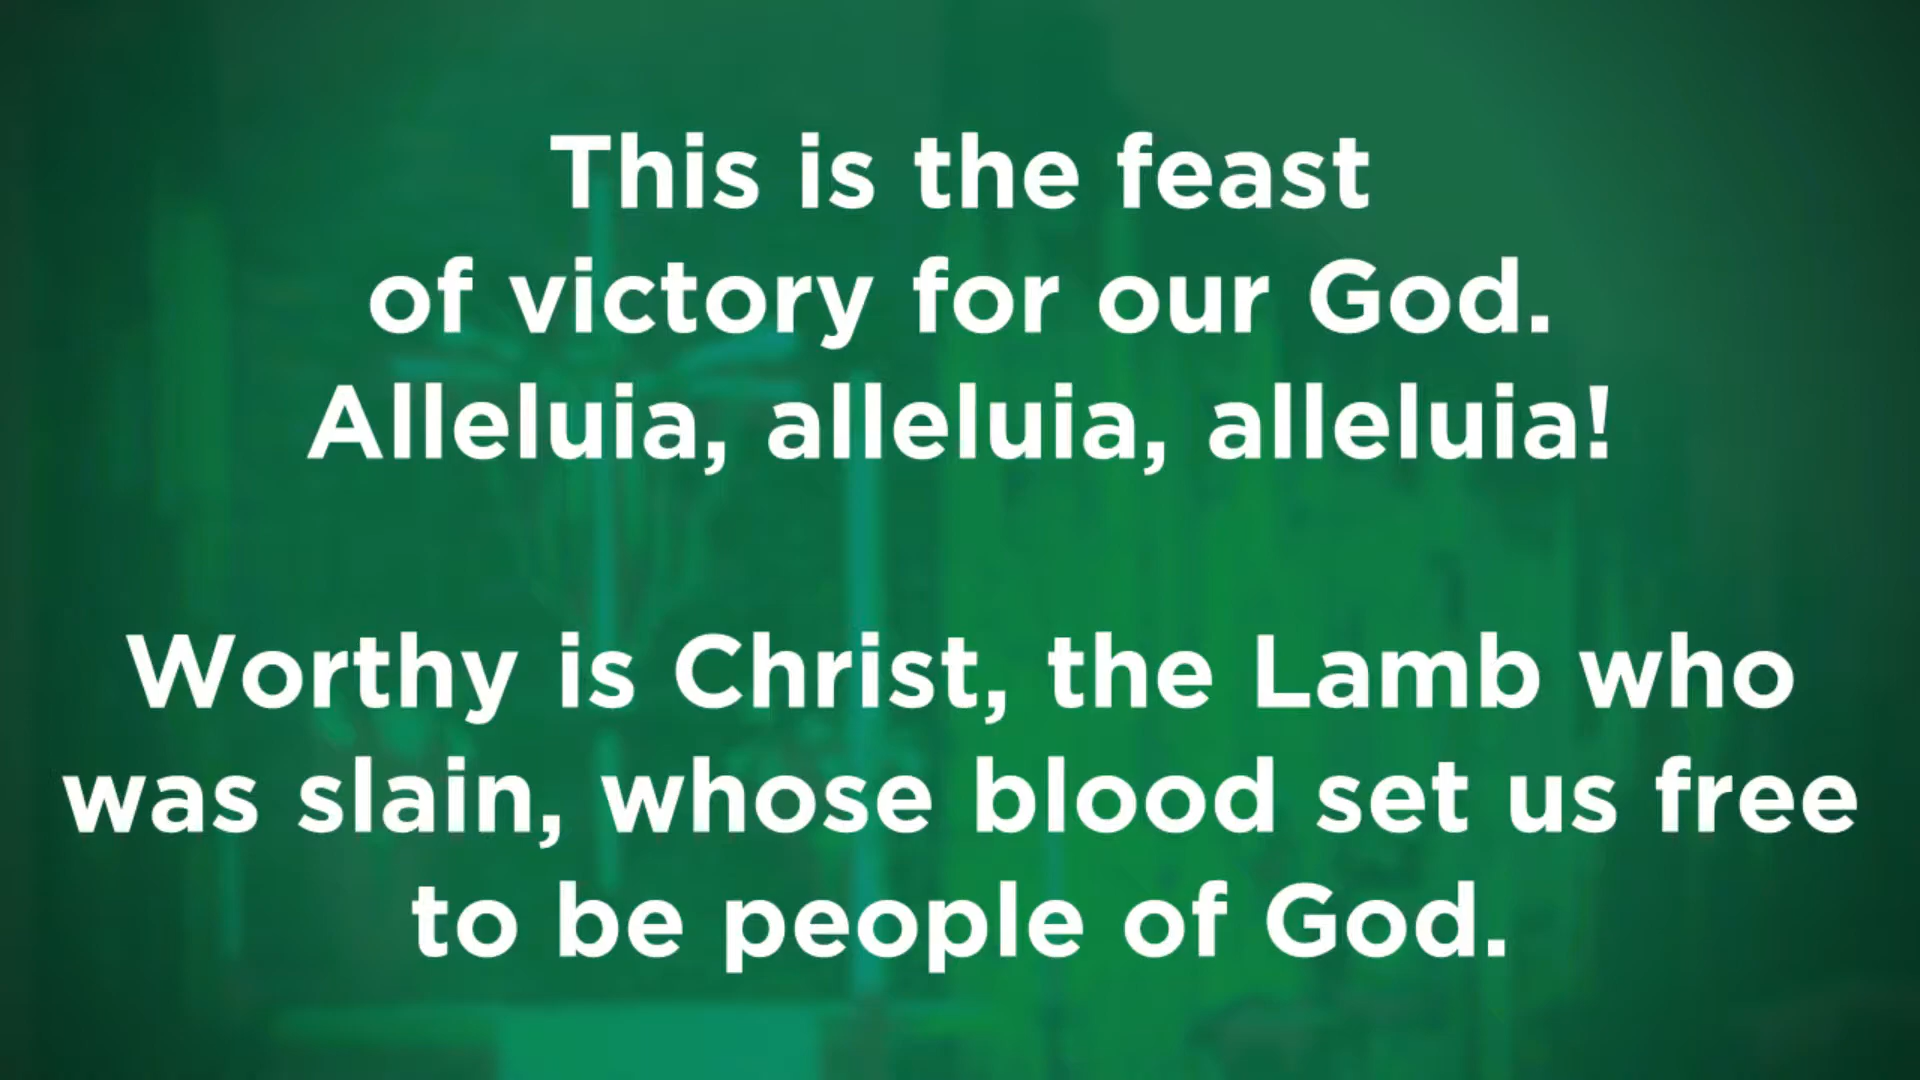 This is the feast
of victory for our God.
Alleluia, alleluia, alleluia!
Worthy is Christ, the Lamb who
was slain, whose blood set us free
to be people of God.